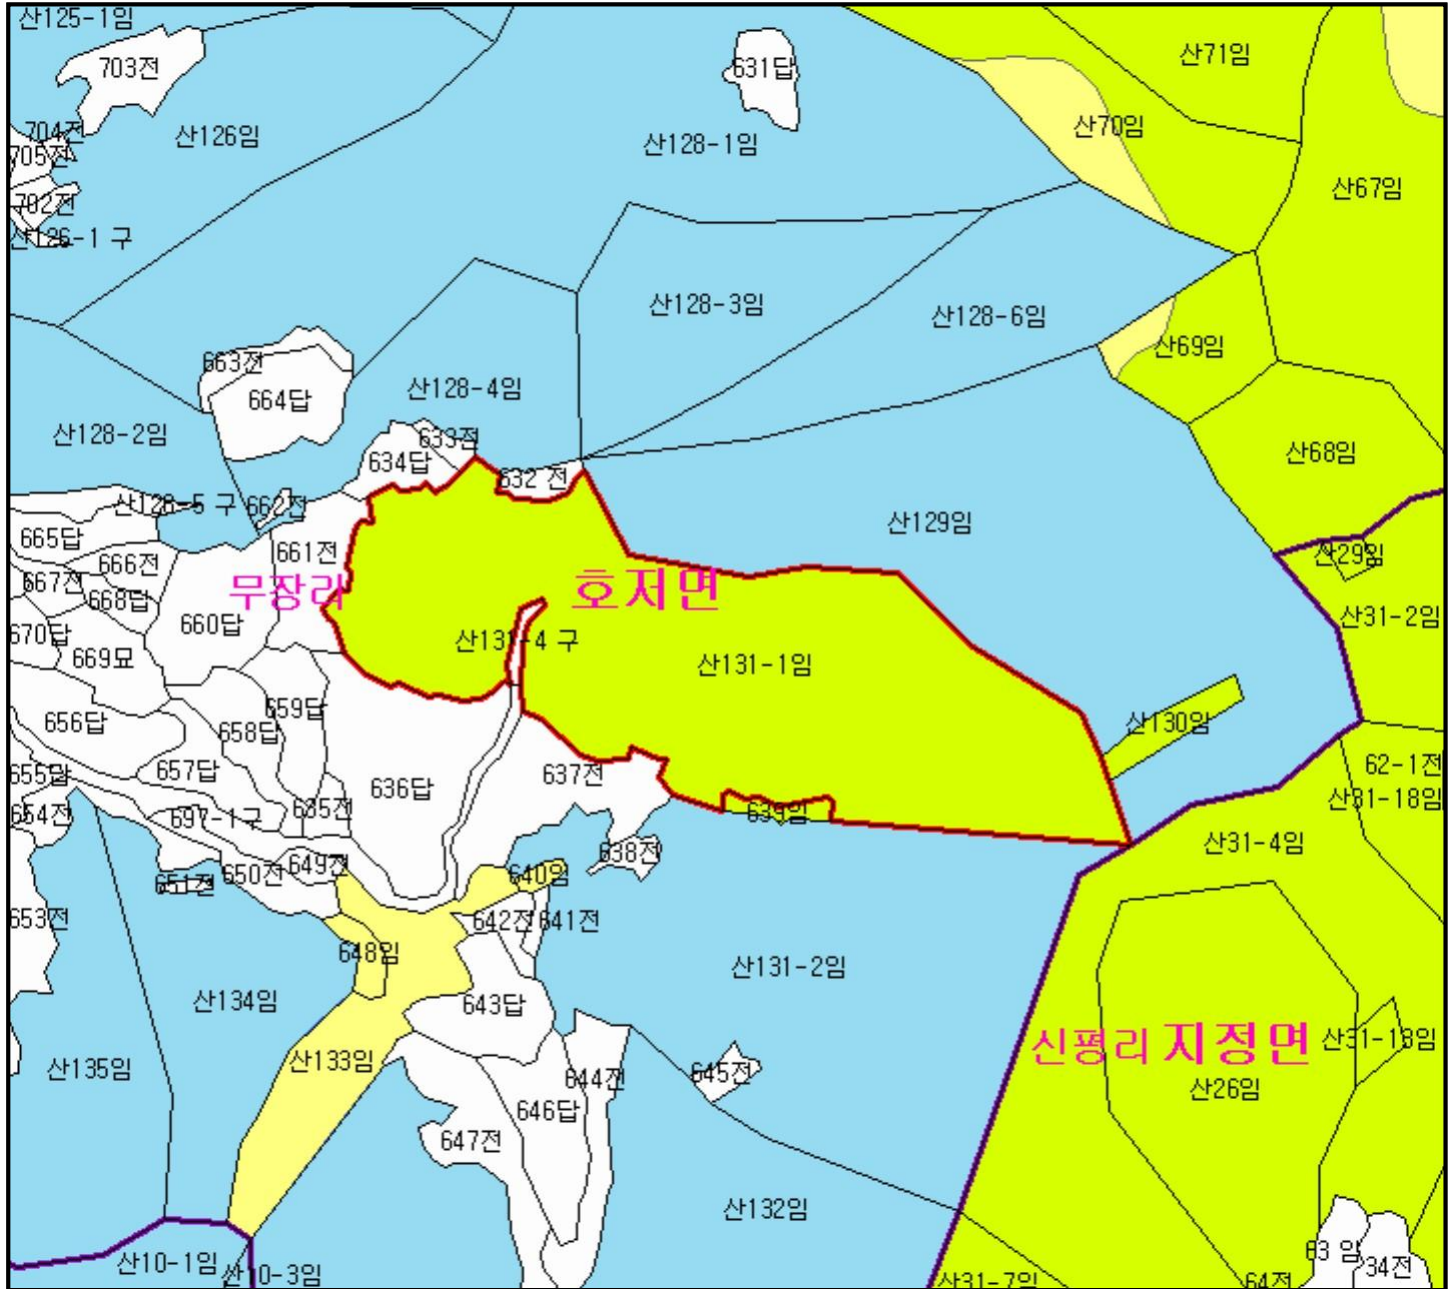 산125-1임
703전
631답
산71임
704전
산126임
산128-1임
산70임
705전
702전
산67임
산126-1 구
산128-3임
산128-6임
산69임
663전
664답
산128-4임
산128-2임
633전
634답
632 전
산68임
산128-5 구
662전
산129임
665답
661전
666전
산29임
667전
668답
무장리
호저면
670답
660답
산131-4 구
산131-1임
산31-2임
669묘
656답
658답
659답
산130임
655답
657답
637전
62-1전
654전
697-1구
635전
636답
639임
산31-18임
산31-4임
649전
638전
651전
650전
640임
653전
642전
641전
648임
산131-2임
산134임
643답
산135임
산133임
신평리 지정면
산31-18임
644전
645전
산26임
646답
647전
산132임
산10-1임
산10-3임
산31-7임
64전
63 임
34전